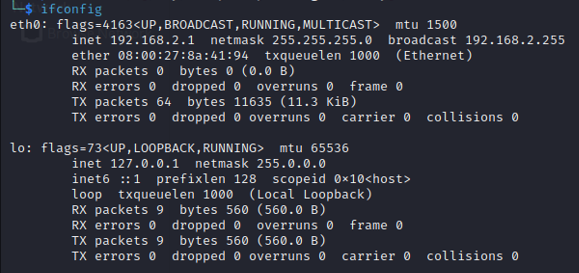 └─$ ifconfig
eth0: flags=4163<UP,BROADCAST,RUNNING,MULTICAST>  mtu 1500
        inet 192.168.2.1  netmask 255.255.255.0  broadcast 192.168.2.255
        ether 08:00:27:8a:41:94  txqueuelen 1000  (Ethernet)
        RX packets 0  bytes 0 (0.0 B)
        RX errors 0  dropped 0  overruns 0  frame 0
        TX packets 64  bytes 11635 (11.3 KiB)
        TX errors 0  dropped 0 overruns 0  carrier 0  collisions 0

lo: flags=73<UP,LOOPBACK,RUNNING>  mtu 65536
        inet 127.0.0.1  netmask 255.0.0.0
        inet6 ::1  prefixlen 128  scopeid 0×10<host>
        loop  txqueuelen 1000  (Local Loopback)
        RX packets 9  bytes 560 (560.0 B)
        RX errors 0  dropped 0  overruns 0  frame 0
        TX packets 9  bytes 560 (560.0 B)
        TX errors 0  dropped 0 overruns 0  carrier 0  collisions 0